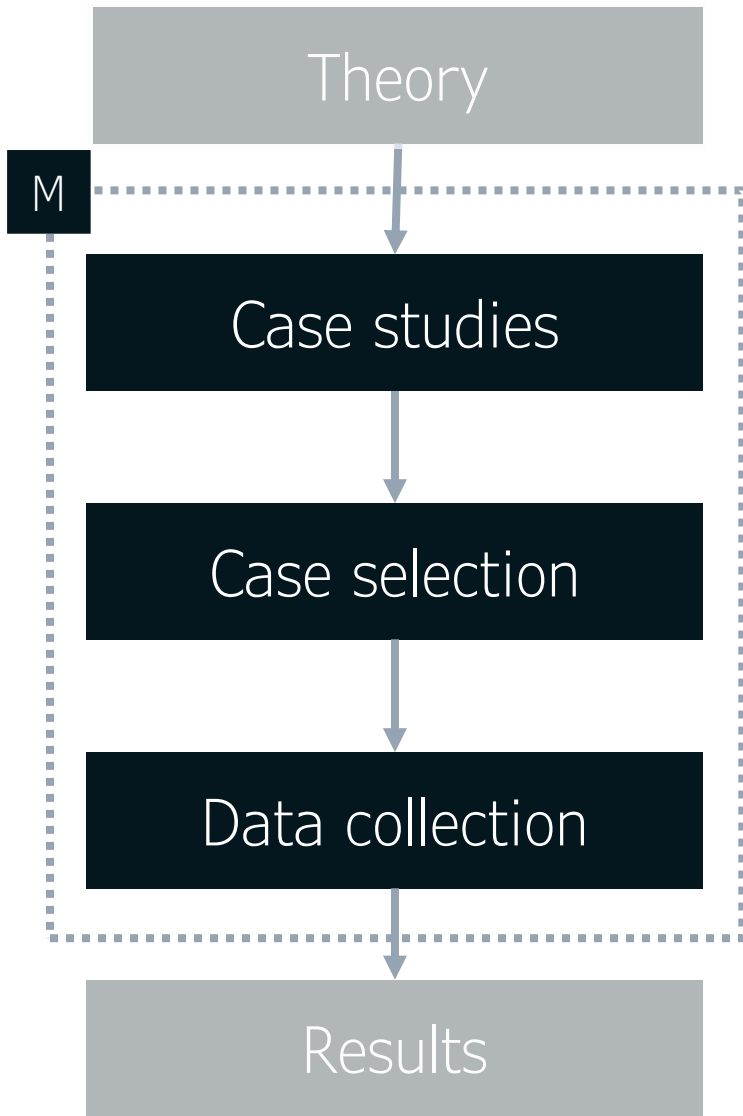 Theory
M
Case studies
Case selection
Data collection
Results